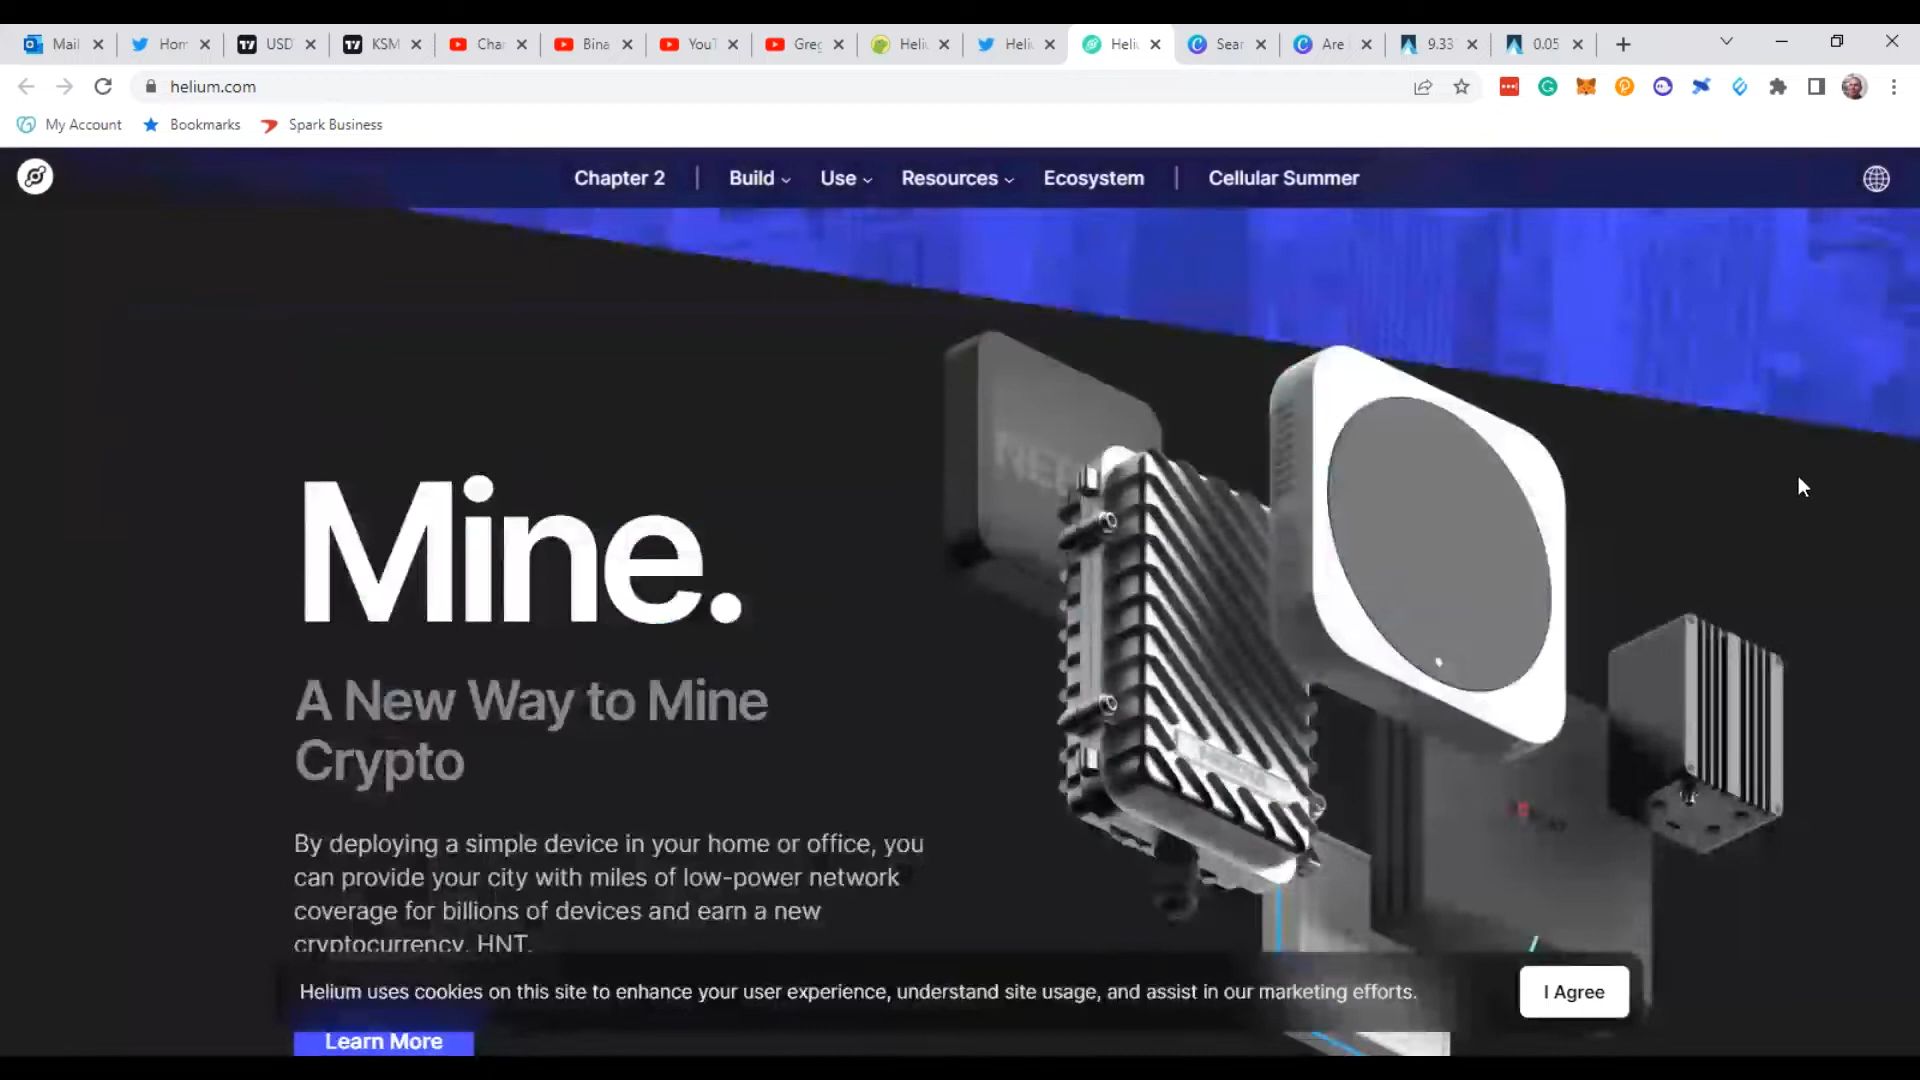 Mail
Hom
USD
KSM
Cha
Bina
YouT
Greg
Heliu
Heliu
Heliu
Sear
Are
9.33
0.05
helium.com
My Account
Bookmarks
Spark Business
Chapter 2
Build
Use
Resources
Ecosystem
Cellular Summer
Mine.
A New Way to Mine
Crypto
By deploying a simple device in your home or office, you
can provide your city with miles of low-power network
coverage for billions of devices and earn a new
cryptocurrency, HNT.
Helium uses cookies on this site to enhance your user experience, understand site usage, and assist in our marketing efforts.
I Agree
Learn More